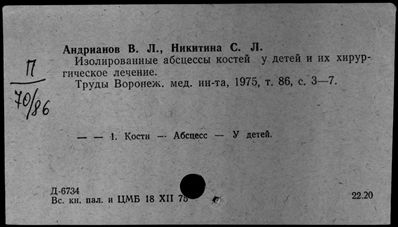 Андрианов В. Л., Никитина С. Л.
Изолированные абсцессы костей у детей и их хирур-
гическое лечение.
Труды Воронеж. мед. ин-та, 1975, т. 86, с. 3—7.
П
70/86
— — 1. Кости — Абсцесс — У детей.
Д-6734
Вс. кн. пал. и ЦМБ 18 XII 75
22.20